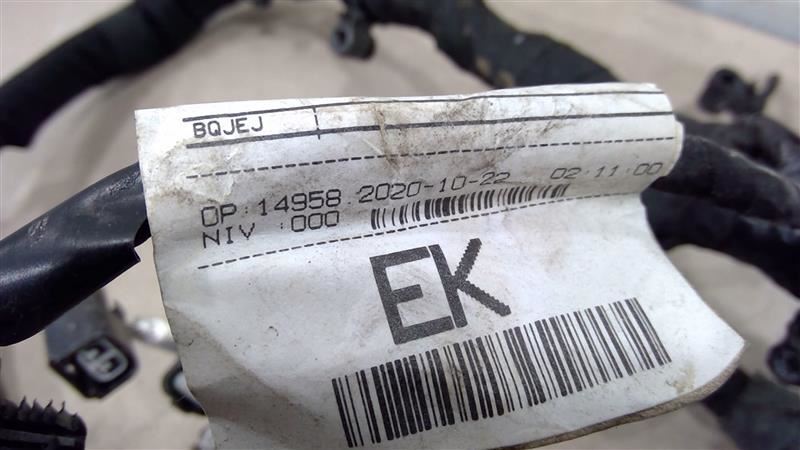 BQJEJ
OP :14958 2020-10-22 02:11:00
NIV :000
EK